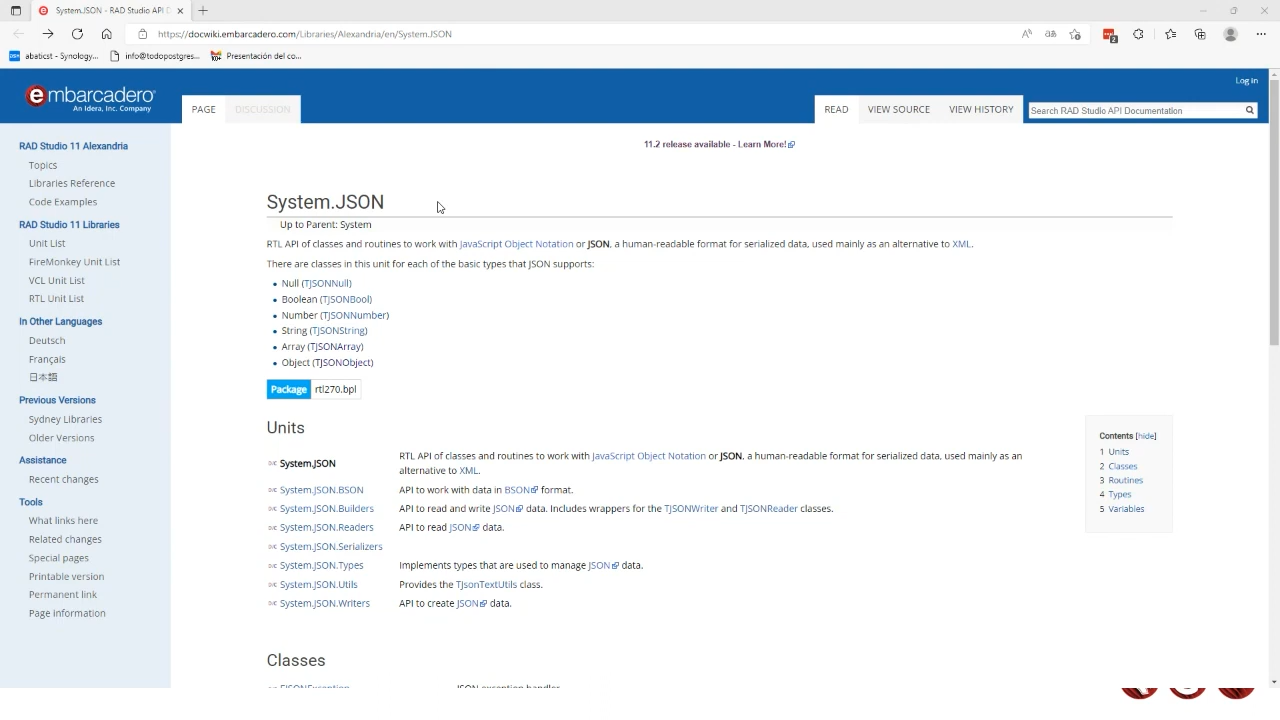 System.JSON - RAD Studio API D
https://docwiki.embarcadero.com/Libraries/Alexandria/en/System.JSON
2
abaticst - Synology...
info@todopostgres...
Presentación del co...
embarcadero
An Idera, Inc. Company
Log in
PAGE
DISCUSSION
READ
VIEW SOURCE
VIEW HISTORY
Search RAD Studio API Documentation
RAD Studio 11 Alexandria
Topics
Libraries Reference
Code Examples
RAD Studio 11 Libraries
Unit List
FireMonkey Unit List
VCL Unit List
RTL Unit List
In Other Languages
Deutsch
Français
日本語
Previous Versions
Sydney Libraries
Older Versions
Assistance
Recent changes
Tools
What links here
Related changes
Special pages
Printable version
Permanent link
Page information
11.2 release available - Learn More!
System.JSON
Up to Parent: System
RTL API of classes and routines to work with JavaScript Object Notation or JSON, a human-readable format for serialized data, used mainly as an alternative to XML.
There are classes in this unit for each of the basic types that JSON supports:
Null (TJSONNull)
Boolean (TJSONBool)
Number (TJSONNumber)
String (TJSONString)
Array (TJSONArray)
Object (TJSONObject)
Package rtl270.bpl
Units
System.JSON RTL API of classes and routines to work with JavaScript Object Notation or JSON, a human-readable format for serialized data, used mainly as an
alternative to XML.
System.JSON.BSON API to work with data in BSON format.
System.JSON.Builders API to read and write JSON data. Includes wrappers for the TJSONWriter and TJSONReader classes.
System.JSON.Readers API to read JSON data.
System.JSON.Serializers
System.JSON.Types Implements types that are used to manage JSON data.
System.JSON.Utils Provides the TJsonTextUtils class.
System.JSON.Writers API to create JSON data.
Contents [hide]
1 Units
2 Classes
3 Routines
4 Types
5 Variables
Classes
EJSONException JSON exception handler